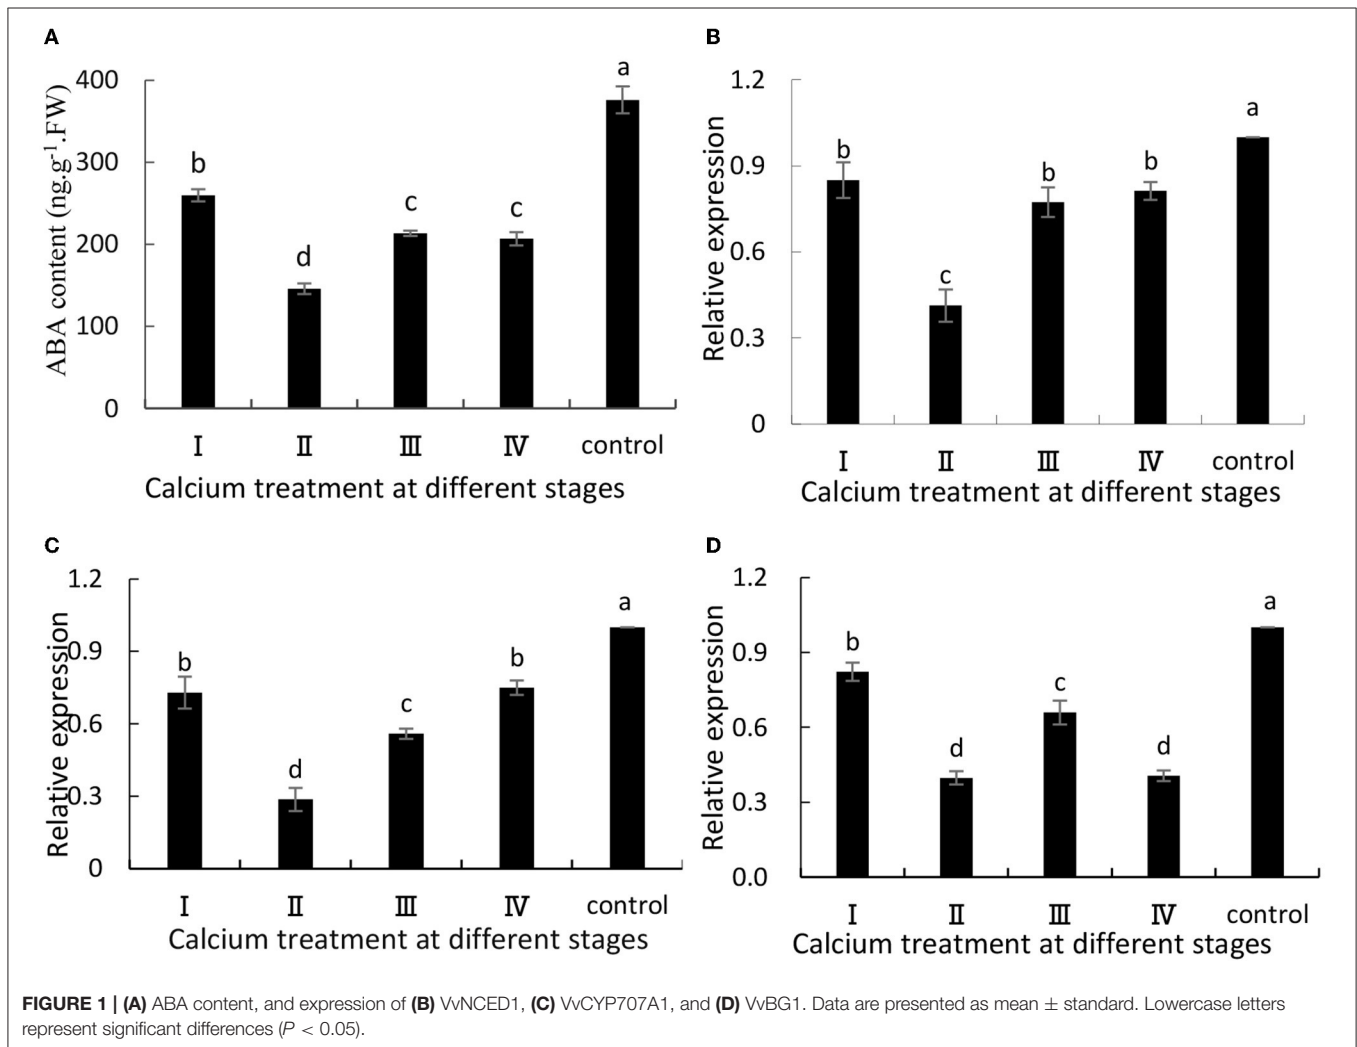 A
ABA content (ng.g-1.FW)
400
300
200
100
0
b
d
c
c
a
Ⅰ
Ⅱ
Ⅲ
Ⅳ
control
Calcium treatment at different stages
B
Relative expression
1.2
0.9
0.6
0.3
0
b
c
b
b
a
Ⅰ
Ⅱ
Ⅲ
Ⅳ
control
Calcium treatment at different stages
C
Relative expression
1.2
0.9
0.6
0.3
0
b
d
c
b
a
Ⅰ
Ⅱ
Ⅲ
Ⅳ
control
Calcium treatment at different stages
D
Relative expression
1.2
0.9
0.6
0.3
0.0
b
d
c
d
a
Ⅰ
Ⅱ
Ⅲ
Ⅳ
control
Calcium treatment at different stages
FIGURE 1 | (A) ABA content, and expression of (B) VvNCED1, (C) VvCYP707A1, and (D) VvBG1. Data are presented as mean ± standard. Lowercase letters
represent significant differences (P < 0.05).